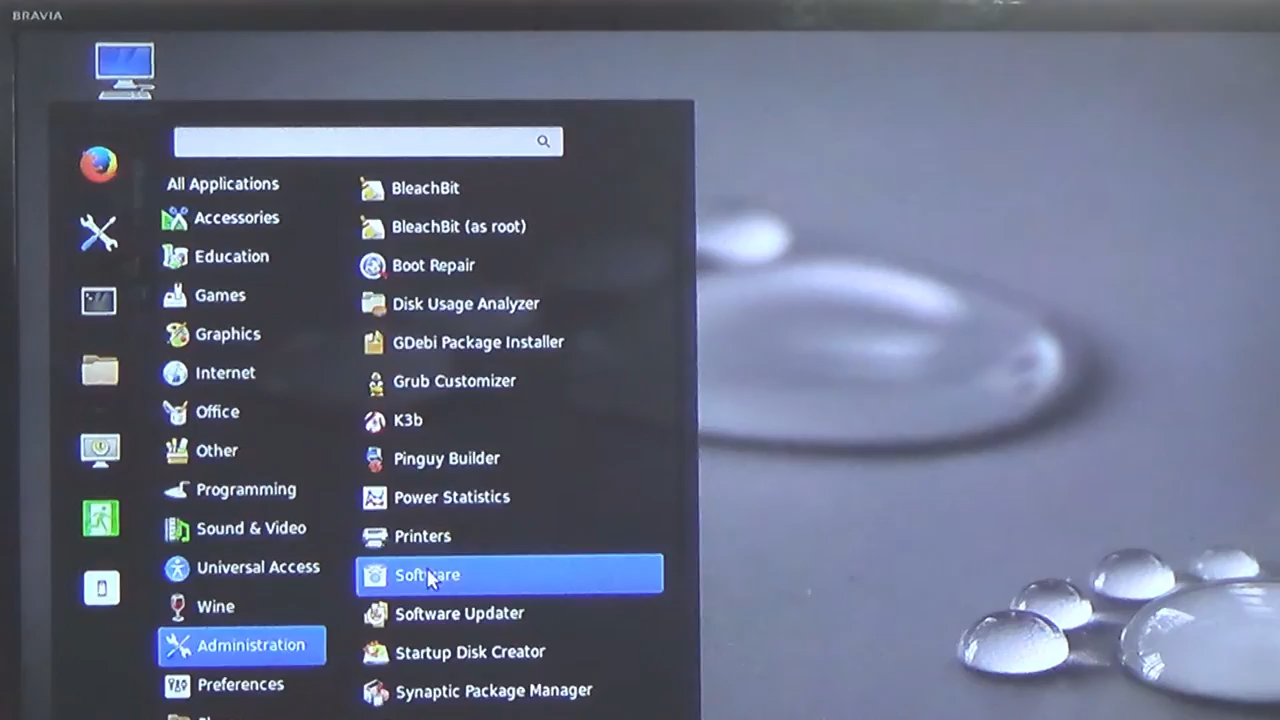 BRAVIA
All Applications
Accessories
Education
Games
Graphics
Internet
Office
Other
Programming
Sound & Video
Universal Access
Wine
Administration
Preferences
BleachBit
BleachBit (as root)
Boot Repair
Disk Usage Analyzer
GDebi Package Installer
Grub Customizer
K3b
Pinguy Builder
Power Statistics
Printers
Software
Software Updater
Startup Disk Creator
Synaptic Package Manager